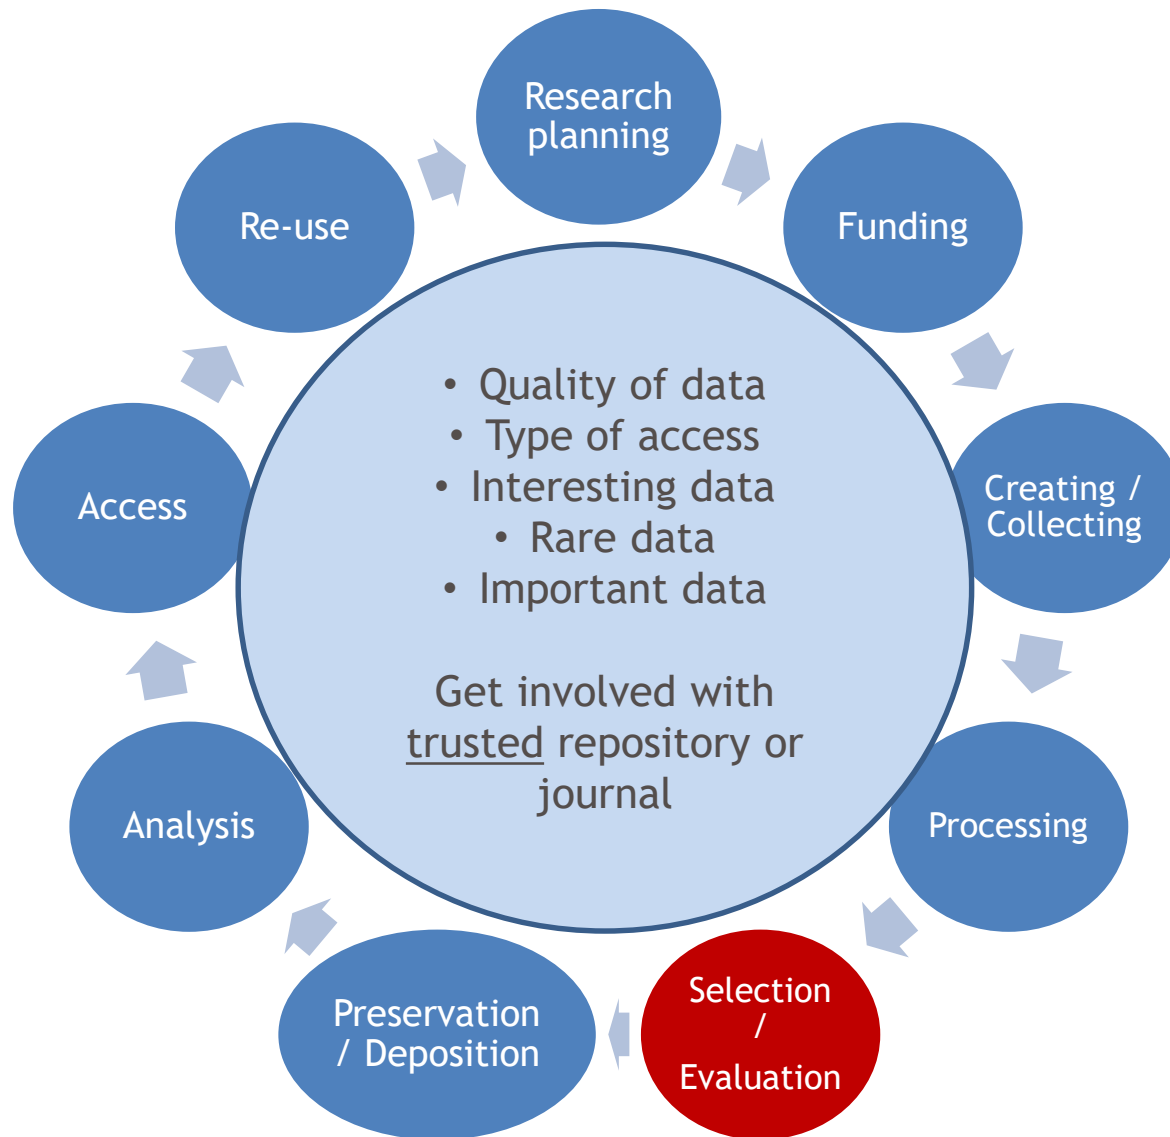 Research
planning
Funding
Creating /
Collecting
Processing
Selection
/
Evaluation
Preservation
/ Deposition
Analysis
Access
Re-use
• Quality of data
• Type of access
• Interesting data
• Rare data
• Important data
Get involved with
trusted repository or
journal